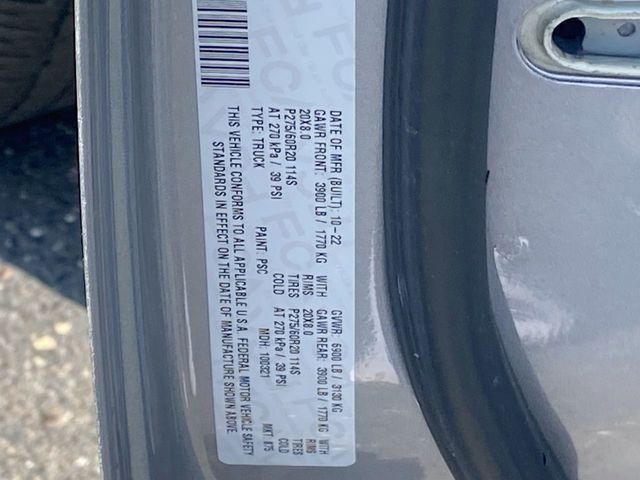 DATE OF MFR (BUILT): 10-22 GVWR: 6900 LB / 3130 KG
GAWR FRONT: 3900 LB / 1770 KG WITH GAWR REAR: 3900 LB / 1770 KG WITH
20X8.0 RIMS 20X8.0 RIMS
P275/60R20 114S TIRES P275/60R20 114S TIRES
AT 270 kPa / 39 PSI COLD AT 270 kPa / 39 PSI COLD
TYPE: TRUCK PAINT: PSC MDH: 100321 MKT: #75
THIS VEHICLE CONFORMS TO ALL APPLICABLE U.S.A. FEDERAL MOTOR VEHICLE SAFETY
STANDARDS IN EFFECT ON THE DATE OF MANUFACTURE SHOWN ABOVE